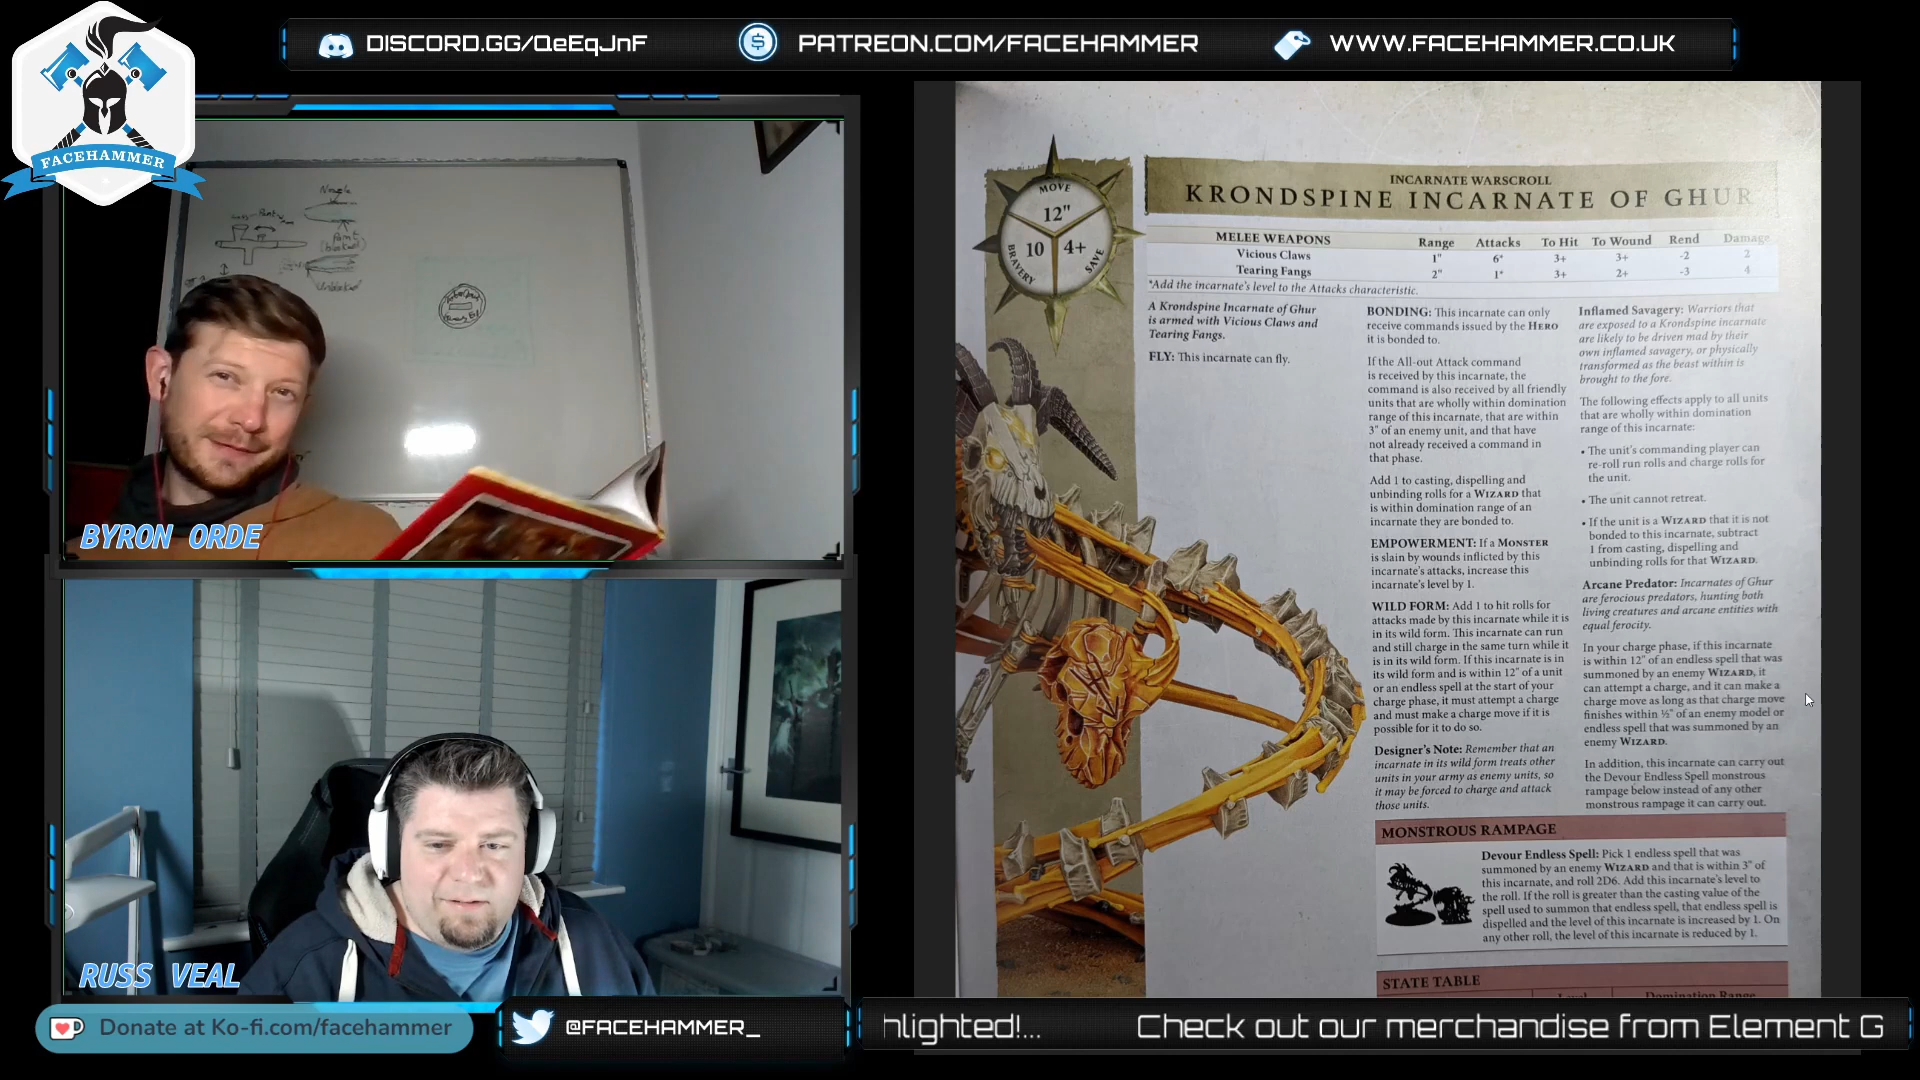 DISCORD.GG/QeEqJnF
PATREON.COM/FACEHAMMER
WWW.FACEHAMMER.CO.UK
FACEHAMMER
Nozzle
BYRON ORDE
RUSS VEAL
INCARNATE WARSCROLL
KRONDSPINE INCARNATE OF GHUR
MOVE
12"
10
4+
BRAVERY
SAVE
MELEE WEAPONS Range Attacks To Hit To Wound Rend Damage
Vicious Claws 1" 6* 3+ 3+ -2 2
Tearing Fangs 2" 1* 3+ 2+ -3 4
*Add the incarnate's level to the Attacks characteristic.
A Krondspine Incarnate of Ghur
is armed with Vicious Claws and
Tearing Fangs.
FLY: This incarnate can fly.
BONDING: This incarnate can only
receive commands issued by the HERO
it is bonded to.
If the All-out Attack command
is received by this incarnate, the
command is also received by all friendly
units that are wholly within domination
range of this incarnate, that are within
3" of an enemy unit, and that have
not already received a command in
that phase.
Add 1 to casting, dispelling and
unbinding rolls for a WIZARD that
is within domination range of an
incarnate they are bonded to.
EMPOWERMENT: If a MONSTER
is slain by wounds inflicted by this
incarnate's attacks, increase this
incarnate's level by 1.
WILD FORM: Add 1 to hit rolls for
attacks made by this incarnate while it is
in its wild form. This incarnate can run
and still charge in the same turn while it
is in its wild form. If this incarnate is in
its wild form and is within 12" of a unit
or an endless spell at the start of your
charge phase, it must attempt a charge
and must make a charge move if it is
possible for it to do so.
Designer's Note: Remember that an
incarnate in its wild form treats other
units in your army as enemy units, so
it may be forced to charge and attack
those units.
Inflamed Savagery: Warriors that
are exposed to a Krondspine incarnate
are likely to be driven mad by their
own inflamed savagery, or physically
transformed as the beast within is
brought to the fore.
The following effects apply to all units
that are wholly within domination
range of this incarnate:
• The unit's commanding player can
re-roll run rolls and charge rolls for
the unit.
• The unit cannot retreat.
• If the unit is a WIZARD that it is not
bonded to this incarnate, subtract
1 from casting, dispelling and
unbinding rolls for that WIZARD.
Arcane Predator: Incarnates of Ghur
are ferocious predators, hunting both
living creatures and arcane entities with
equal ferocity.
In your charge phase, if this incarnate
is within 12" of an endless spell that was
summoned by an enemy WIZARD, it
can attempt a charge, and it can make a
charge move as long as that charge move
finishes within ½" of an enemy model or
endless spell that was summoned by an
enemy WIZARD.
In addition, this incarnate can carry out
the Devour Endless Spell monstrous
rampage below instead of any other
monstrous rampage it can carry out.
MONSTROUS RAMPAGE
Devour Endless Spell: Pick 1 endless spell that was
summoned by an enemy WIZARD and that is within 3" of
this incarnate, and roll 2D6. Add this incarnate's level to
the roll. If the roll is greater than the casting value of the
spell used to summon that endless spell, that endless spell is
dispelled and the level of this incarnate is increased by 1. On
any other roll, the level of this incarnate is reduced by 1.
STATE TABLE
Level Domination Range
Donate at Ko-fi.com/facehammer
@FACEHAMMER_
hlighted!... Check out our merchandise from Element G